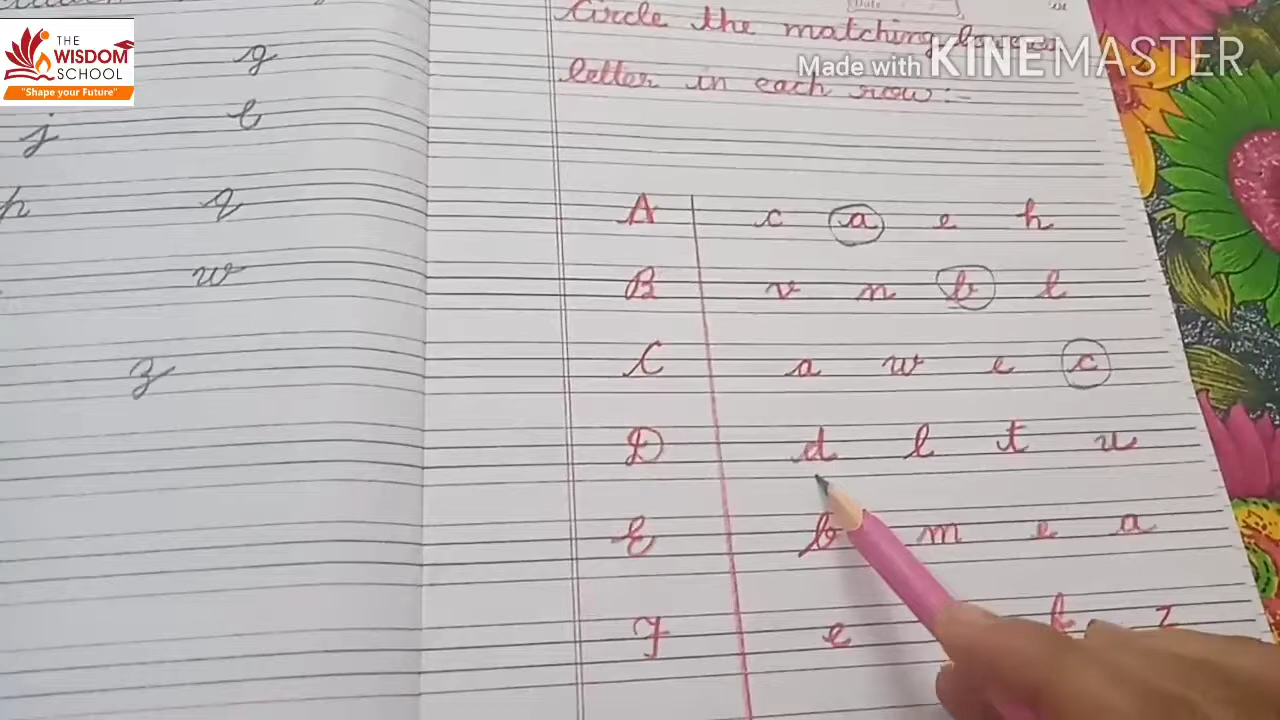 THE
WISDOM
SCHOOL
"Shape your Future"
Made with KINEMASTER
g
j t
p q
w
z
Circle the matching
letter in each row :-
A c a e h
B v n b l
C a w e c
D d l t u
E b m e a
F e f z